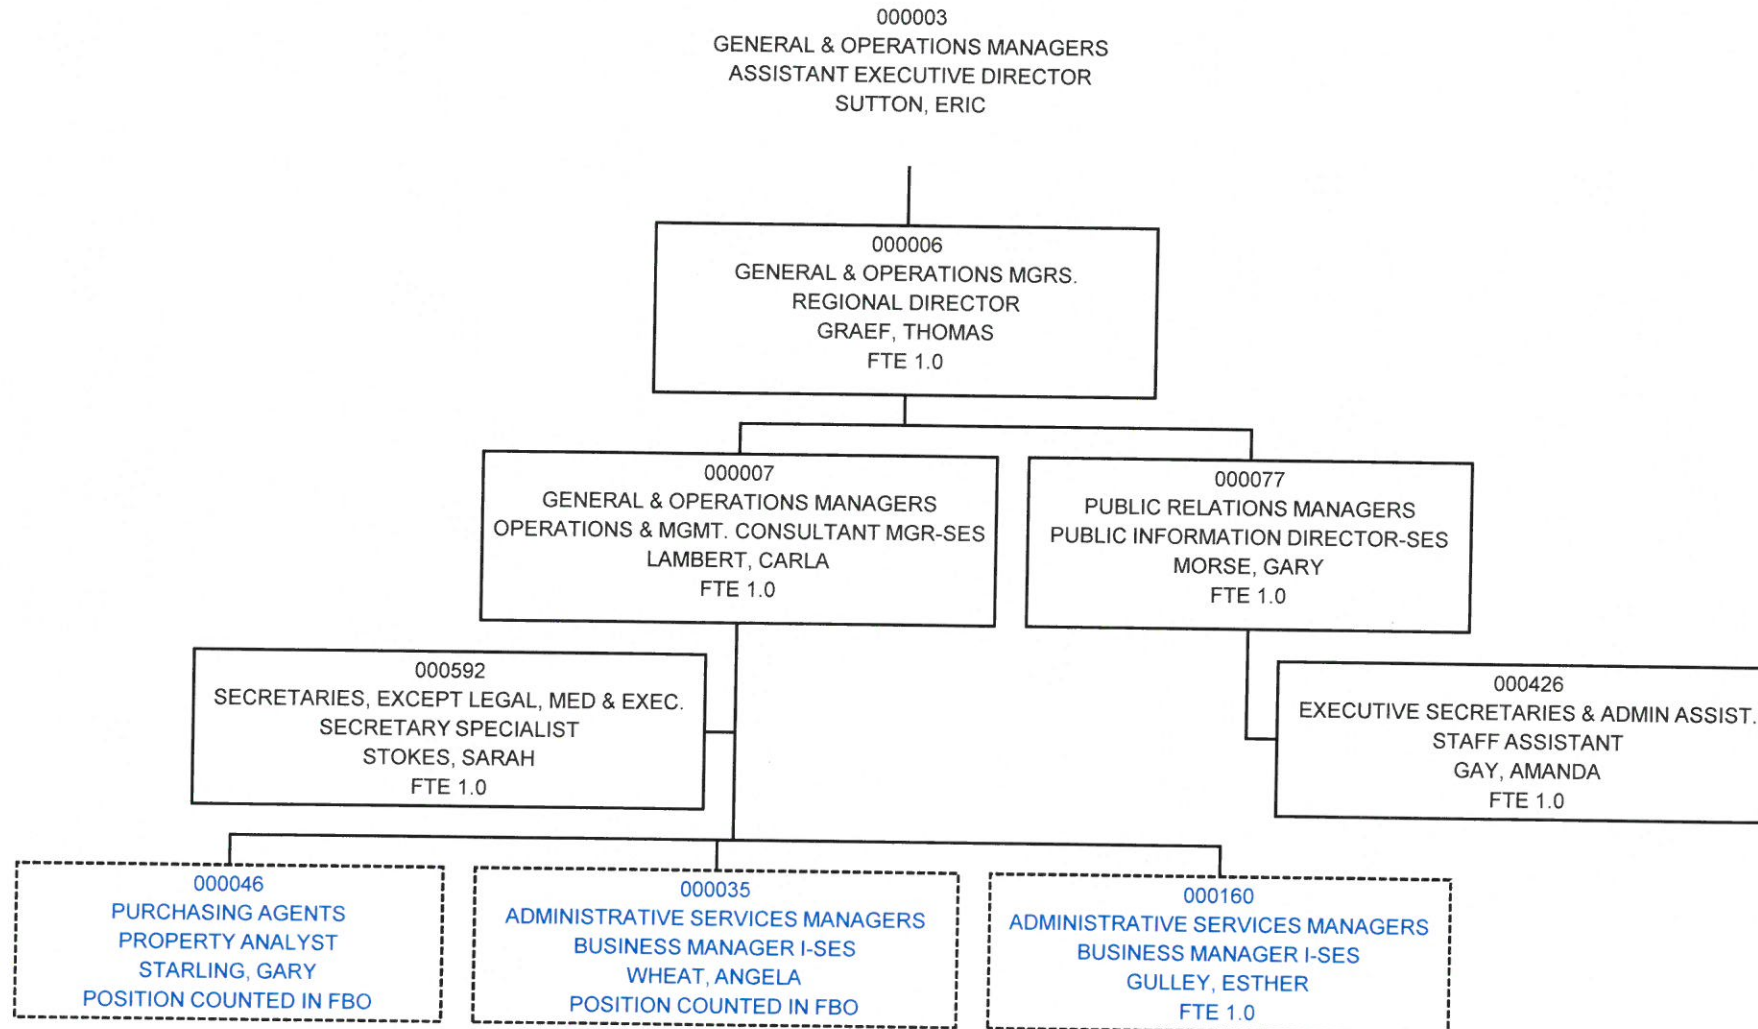 000003
GENERAL & OPERATIONS MANAGERS
ASSISTANT EXECUTIVE DIRECTOR
SUTTON, ERIC
000006
GENERAL & OPERATIONS MGRS.
REGIONAL DIRECTOR
GRAEF, THOMAS
FTE 1.0
000007
GENERAL & OPERATIONS MANAGERS
OPERATIONS & MGMT. CONSULTANT MGR-SES
LAMBERT, CARLA
FTE 1.0
000077
PUBLIC RELATIONS MANAGERS
PUBLIC INFORMATION DIRECTOR-SES
MORSE, GARY
FTE 1.0
000592
SECRETARIES, EXCEPT LEGAL, MED & EXEC.
SECRETARY SPECIALIST
STOKES, SARAH
FTE 1.0
000426
EXECUTIVE SECRETARIES & ADMIN ASSIST.
STAFF ASSISTANT
GAY, AMANDA
FTE 1.0
000046
PURCHASING AGENTS
PROPERTY ANALYST
STARLING, GARY
POSITION COUNTED IN FBO
000035
ADMINISTRATIVE SERVICES MANAGERS
BUSINESS MANAGER I-SES
WHEAT, ANGELA
POSITION COUNTED IN FBO
000160
ADMINISTRATIVE SERVICES MANAGERS
BUSINESS MANAGER I-SES
GULLEY, ESTHER
FTE 1.0